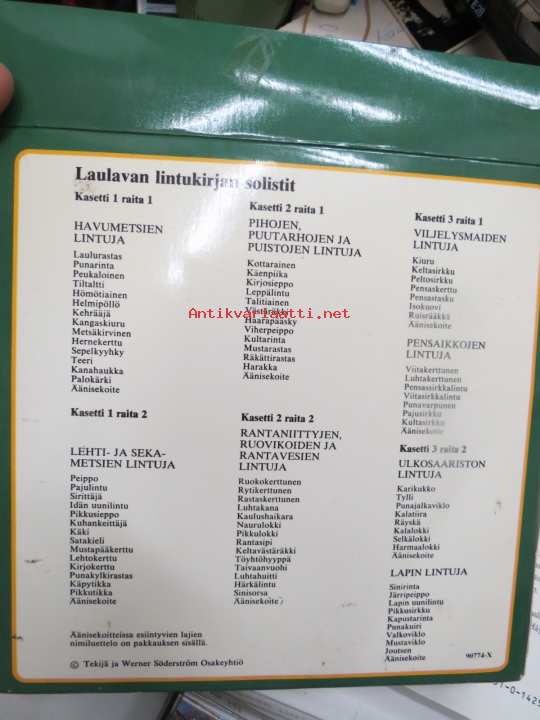 Laulavan lintukirjan solistit
Kasetti 1 raita 1
HAVUMETSIEN
LINTUJA
Laulurastas
Punarinta
Peukaloinen
Tiltaltti
Hömötiainen
Helmipöllö
Kehrääjä
Kangaskiuru
Metsäkirvinen
Hernekerttu
Sepelkyyhky
Teeri
Kanahaukka
Palokärki
Äänisekoite
Kasetti 1 raita 2
LEHTI- JA SEKA-
METSIEN LINTUJA
Peippo
Pajulintu
Sirittäjä
Idän uunilintu
Pikkusieppo
Kuhankeittäjä
Käki
Satakieli
Mustapääkerttu
Lehtokerttu
Kirjokerttu
Punakylkirastas
Käpytikka
Pikkutikka
Äänisekoite
Kasetti 2 raita 1
PIHOJEN,
PUUTARHOJEN JA
PUISTOJEN LINTUJA
Kottarainen
Käenpiika
Kirjosieppo
Leppälintu
Talitiainen
Västäräkki
Haarapääsky
Viherpeippo
Kultarinta
Mustarastas
Räkättirastas
Harakka
Äänisekoite
Kasetti 2 raita 2
RANTANIITTYJEN,
RUOVIKOIDEN JA
RANTAVESIEN
LINTUJA
Ruokokerttunen
Rytikerttunen
Rastaskerttunen
Luhtakana
Kaulushaikara
Naurulokki
Pikkulokki
Rantasipi
Keltavästäräkki
Töyhtöhyyppä
Taivaanvuohi
Luhtahuitti
Härkälintu
Sinisorsa
Äänisekoite
Kasetti 3 raita 1
VILJELYSMAIDEN
LINTUJA
Kiuru
Keltasirkku
Peltosirkku
Pensaskerttu
Pensastasku
Isokuovi
Ruisrääkkä
Äänisekoite
PENSAIKKOJEN
LINTUJA
Viitakerttunen
Luhtakerttunen
Pensassirkkalintu
Viitasirkkalintu
Punavarpunen
Pajusirkku
Kultasirkku
Äänisekoite
Kasetti 3 raita 2
ULKOSAARISTON
LINTUJA
Karikukko
Tylli
Punajalkaviklo
Kalatiira
Räyskä
Kalalokki
Selkälokki
Harmaalokki
Äänisekoite
LAPIN LINTUJA
Sinirinta
Järripeippo
Lapin uunilintu
Pikkusirkku
Kapustarinta
Punakuiri
Valkoviklo
Mustaviklo
Joutsen
Äänisekoite
Äänisekoitteissa esiintyvien lajien
nimiluettelo on pakkauksen sisällä.
© Tekijä ja Werner Söderström Osakeyhtiö
90774-X
Antikvariaatti.net